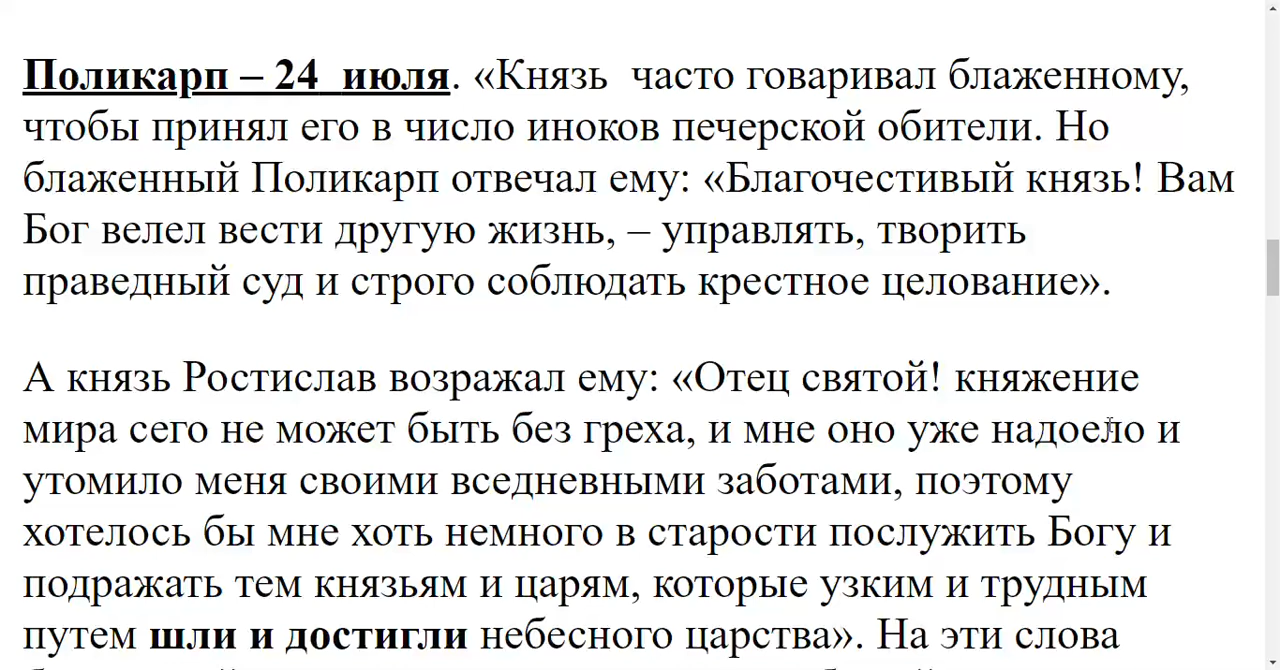 Поликарп – 24 июля. «Князь часто говаривал блаженному,
чтобы принял его в число иноков печерской обители. Но
блаженный Поликарп отвечал ему: «Благочестивый князь! Вам
Бог велел вести другую жизнь, – управлять, творить
праведный суд и строго соблюдать крестное целование».
А князь Ростислав возражал ему: «Отец святой! княжение
мира сего не может быть без греха, и мне оно уже надоело и
утомило меня своими вседневными заботами, поэтому
хотелось бы мне хоть немного в старости послужить Богу и
подражать тем князьям и царям, которые узким и трудным
путем шли и достигли небесного царства». На эти слова